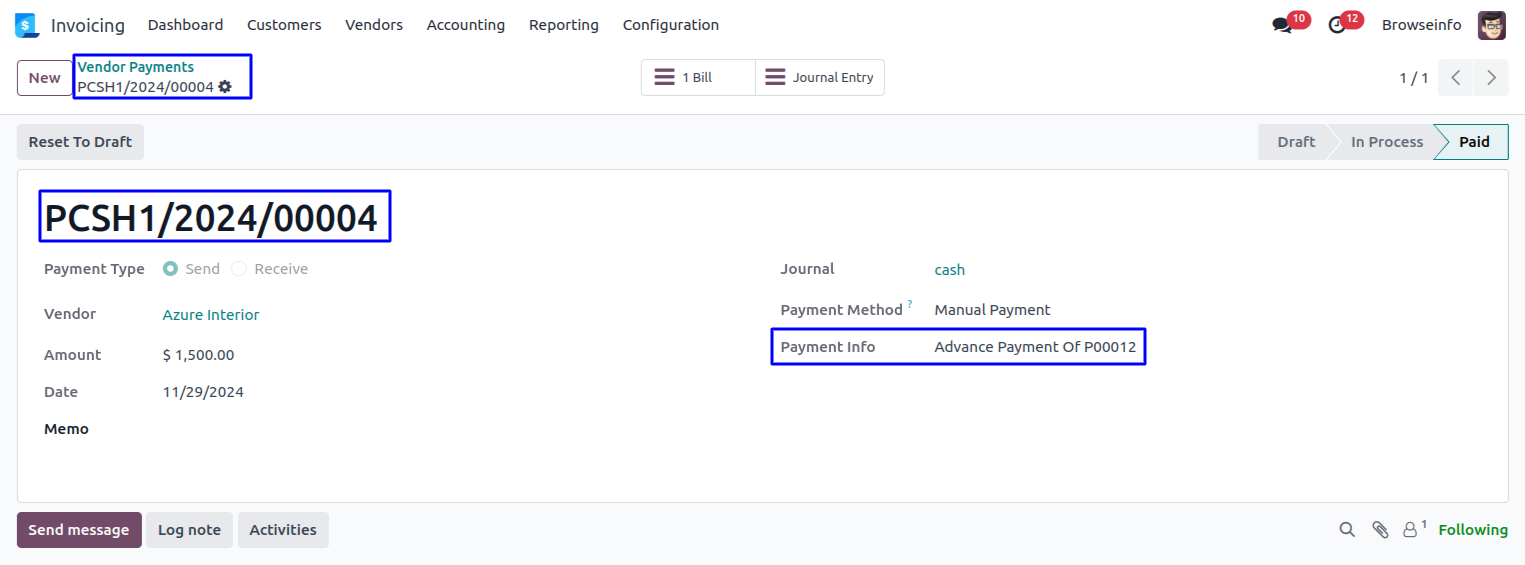 Invoicing Dashboard Customers Vendors Accounting Reporting Configuration 10 12 Browseinfo
New
Vendor Payments
PCSH1/2024/00004
1 Bill
Journal Entry
1 / 1
Reset To Draft
Draft In Process Paid
PCSH1/2024/00004
Payment Type Send Receive
Journal cash
Vendor Azure Interior
Payment Method ? Manual Payment
Amount $ 1,500.00
Payment Info Advance Payment Of P00012
Date 11/29/2024
Memo
Send message Log note Activities 1 Following